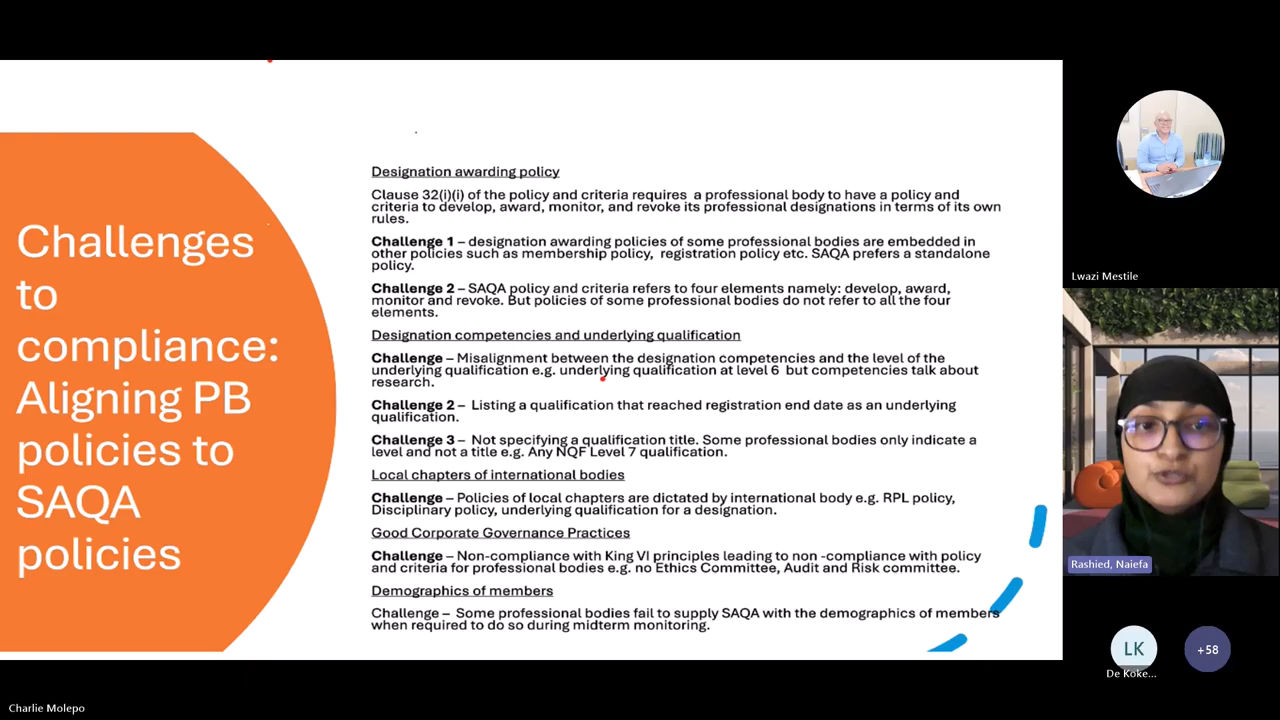 Challenges
to
compliance:
Aligning PB
policies to
SAQA
policies
Designation awarding policy
Clause 32(i)(i) of the policy and criteria requires a professional body to have a policy and
criteria to develop, award, monitor, and revoke its professional designations in terms of its own
rules.
Challenge 1 – designation awarding policies of some professional bodies are embedded in
other policies such as membership policy, registration policy etc. SAQA prefers a standalone
policy.
Challenge 2 – SAQA policy and criteria refers to four elements namely: develop, award,
monitor and revoke. But policies of some professional bodies do not refer to all the four
elements.
Designation competencies and underlying qualification
Challenge – Misalignment between the designation competencies and the level of the
underlying qualification e.g. underlying qualification at level 6 but competencies talk about
research.
Challenge 2 – Listing a qualification that reached registration end date as an underlying
qualification.
Challenge 3 – Not specifying a qualification title. Some professional bodies only indicate a
level and not a title e.g. Any NQF Level 7 qualification.
Local chapters of international bodies
Challenge – Policies of local chapters are dictated by international body e.g. RPL policy,
Disciplinary policy, underlying qualification for a designation.
Good Corporate Governance Practices
Challenge – Non-compliance with King VI principles leading to non -compliance with policy
and criteria for professional bodies e.g. no Ethics Committee, Audit and Risk committee.
Demographics of members
Challenge – Some professional bodies fail to supply SAQA with the demographics of members
when required to do so during midterm monitoring.
Lwazi Mestile
Rashied, Naiefa
LK
+58
De Koke...
Charlie Molepo